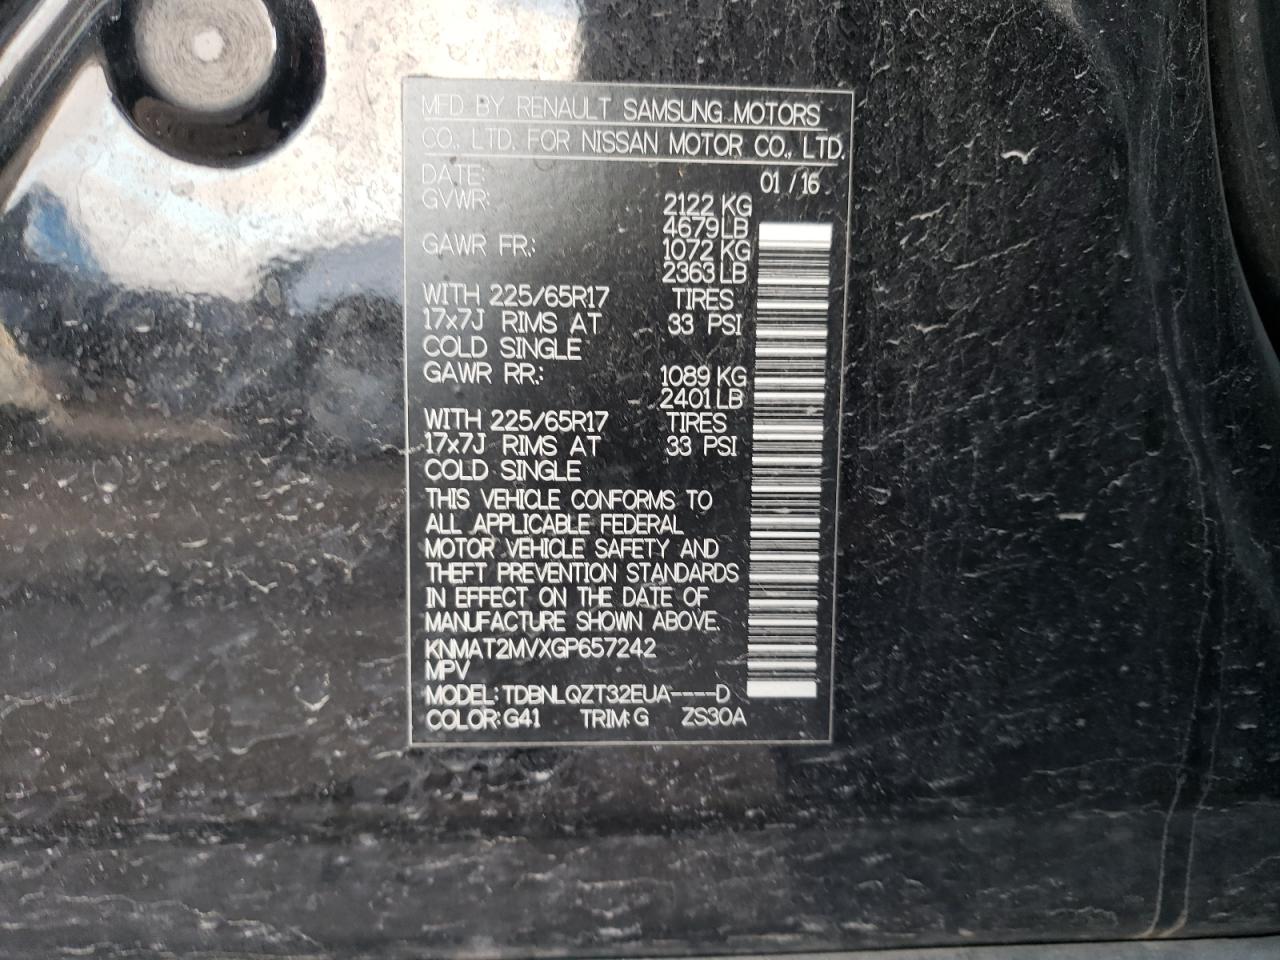 MFD BY RENAULT SAMSUNG MOTORS
CO., LTD. FOR NISSAN MOTOR CO., LTD.
DATE: 01 / 16
GVWR: 2122 KG
4679 LB
GAWR FR: 1072 KG
2363 LB
WITH 225/65R17 TIRES
17x7J RIMS AT 33 PSI
COLD SINGLE
GAWR RR: 1089 KG
2401 LB
WITH 225/65R17 TIRES
17x7J RIMS AT 33 PSI
COLD SINGLE
THIS VEHICLE CONFORMS TO
ALL APPLICABLE FEDERAL
MOTOR VEHICLE SAFETY AND
THEFT PREVENTION STANDARDS
IN EFFECT ON THE DATE OF
MANUFACTURE SHOWN ABOVE.
KNMAT2MVXGP657242
MPV
MODEL: TDBNLQZT32EUA----D
COLOR: G41 TRIM: G ZS30A